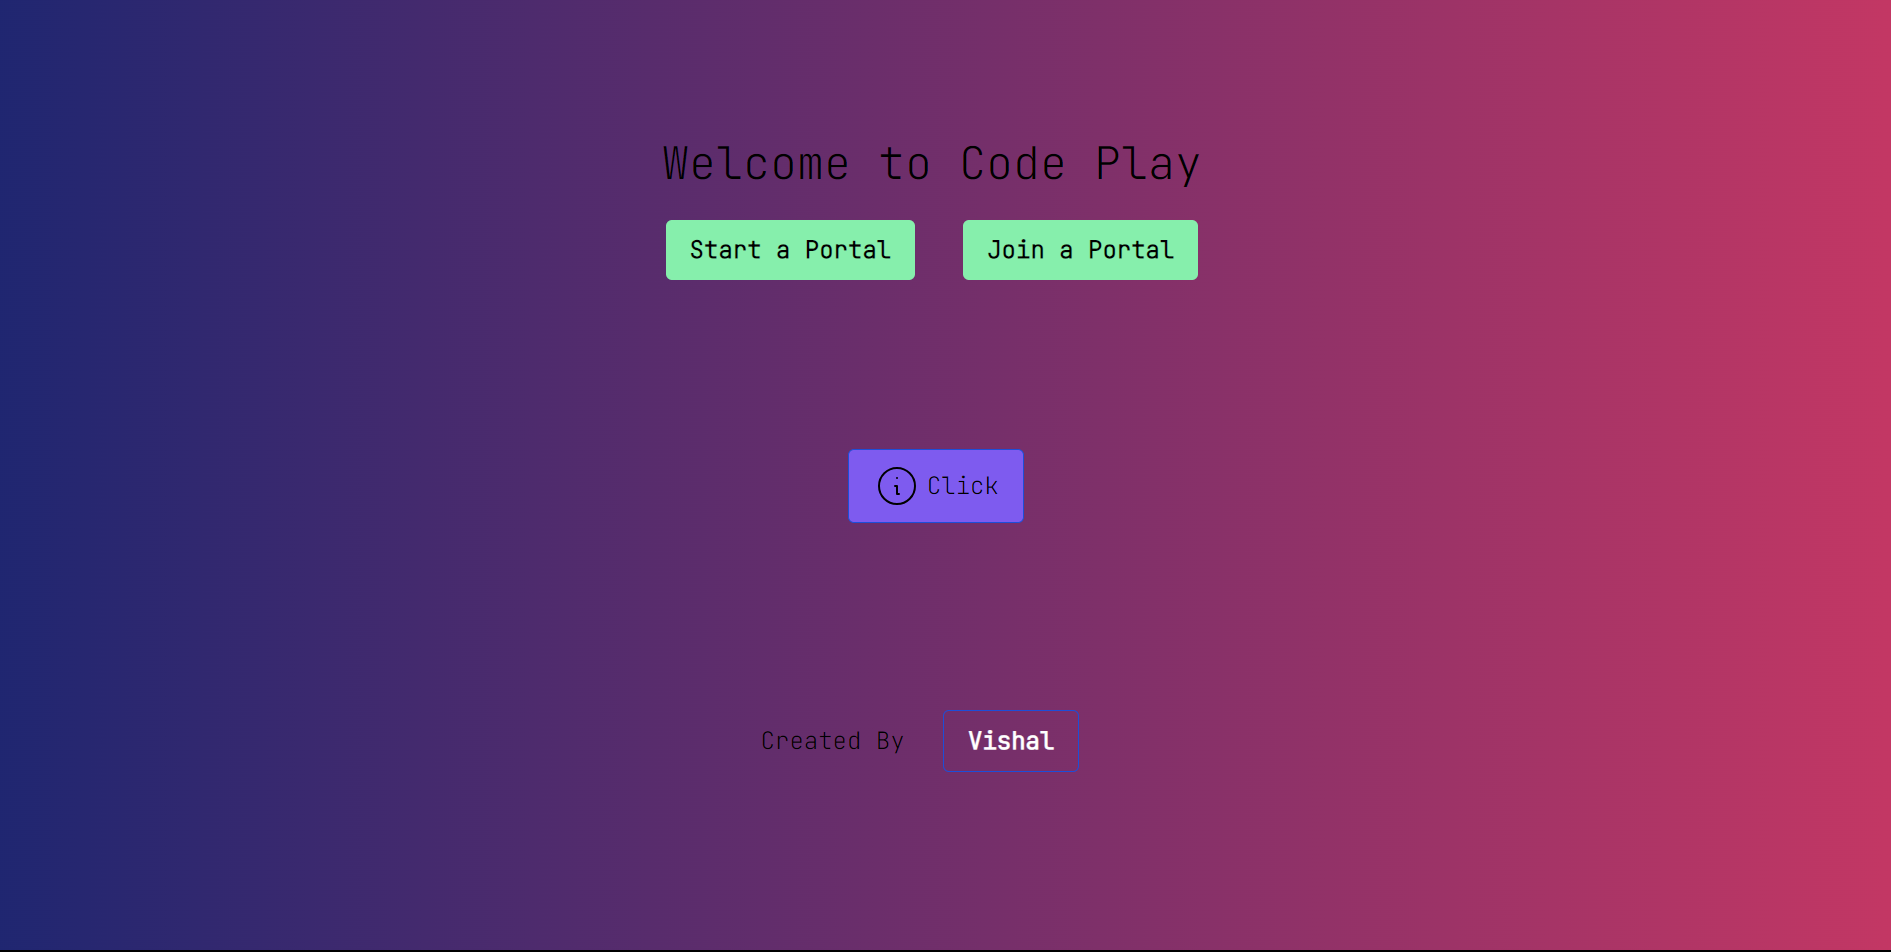 Welcome to Code Play
Start a Portal
Join a Portal
Click
Created By
Vishal